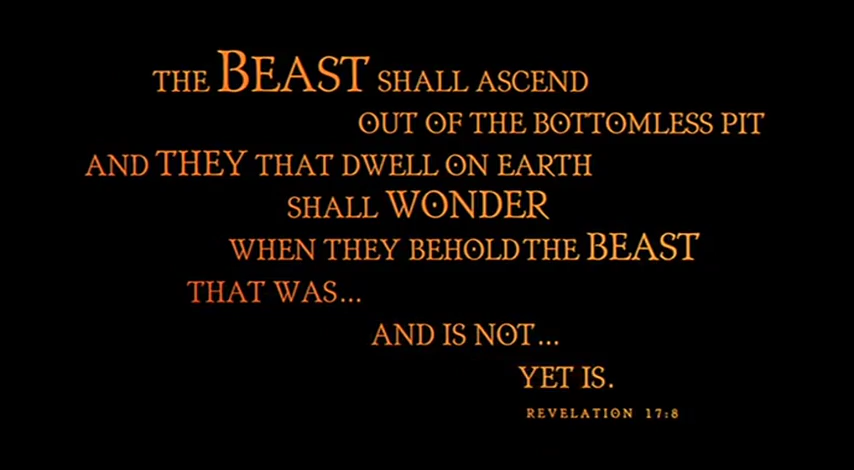 THE BEAST SHALL ASCEND
OUT OF THE BOTTOMLESS PIT
AND THEY THAT DWELL ON EARTH
SHALL WONDER
WHEN THEY BEHOLD THE BEAST
THAT WAS...
AND IS NOT...
YET IS.
REVELATION 17:8